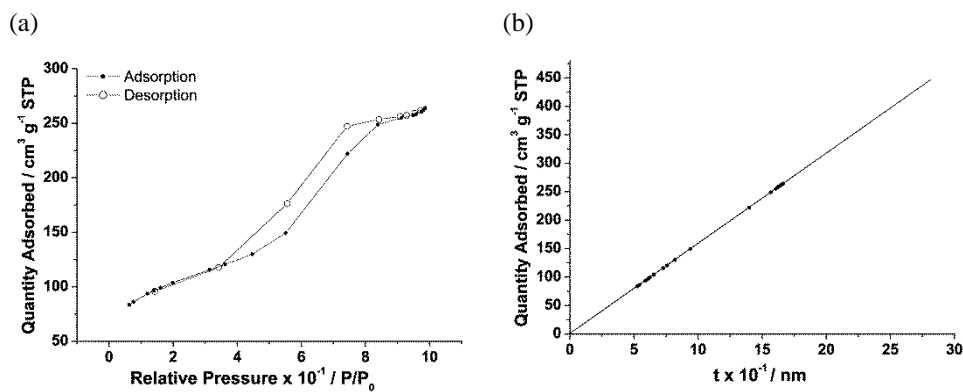 (a)
(b)
300
250
200
150
100
50
Quantity Adsorbed / cm³ g⁻¹ STP
Adsorption
Desorption
0 2 4 6 8 10
Relative Pressure x 10⁻¹ / P/P₀
450
400
350
300
250
200
150
100
50
0
Quantity Adsorbed / cm³ g⁻¹ STP
0 5 10 15 20 25 30
t x 10⁻¹ / nm